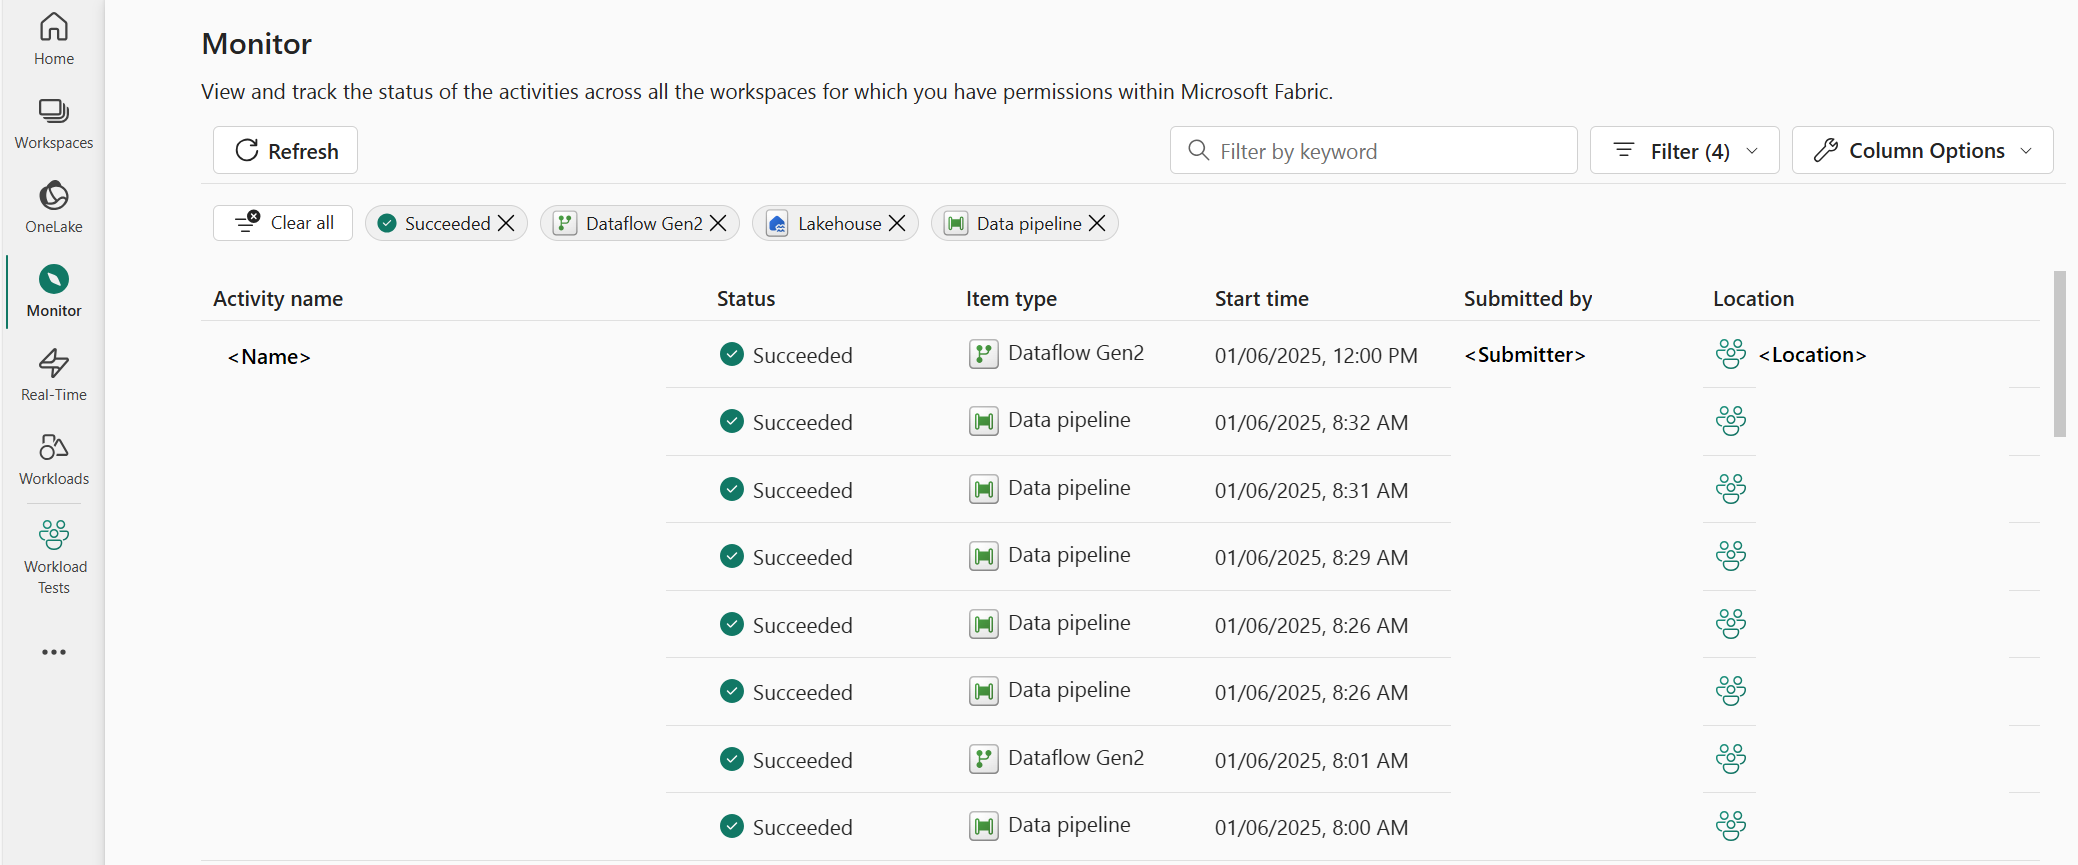 Home
Workspaces
OneLake
Monitor
Real-Time
Workloads
Workload
Tests
Monitor
View and track the status of the activities across all the workspaces for which you have permissions within Microsoft Fabric.
Refresh
Filter by keyword
Filter (4)
Column Options
Clear all
Succeeded
Dataflow Gen2
Lakehouse
Data pipeline
Activity name Status Item type Start time Submitted by Location
<Name> Succeeded Dataflow Gen2 01/06/2025, 12:00 PM <Submitter> <Location>
Succeeded Data pipeline 01/06/2025, 8:32 AM
Succeeded Data pipeline 01/06/2025, 8:31 AM
Succeeded Data pipeline 01/06/2025, 8:29 AM
Succeeded Data pipeline 01/06/2025, 8:26 AM
Succeeded Data pipeline 01/06/2025, 8:26 AM
Succeeded Dataflow Gen2 01/06/2025, 8:01 AM
Succeeded Data pipeline 01/06/2025, 8:00 AM